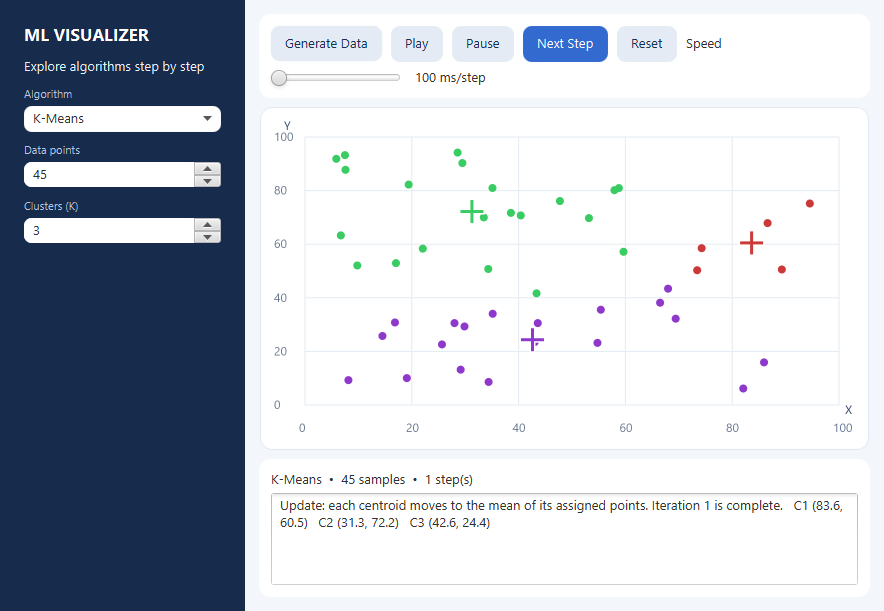 ML VISUALIZER
Explore algorithms step by step
Algorithm
K-Means
Data points
45
Clusters (K)
3
Generate Data Play Pause Next Step Reset Speed
100 ms/step
Y
100
80
60
40
20
0
X
0 20 40 60 80 100
K-Means • 45 samples • 1 step(s)
Update: each centroid moves to the mean of its assigned points. Iteration 1 is complete. C1 (83.6,
60.5) C2 (31.3, 72.2) C3 (42.6, 24.4)